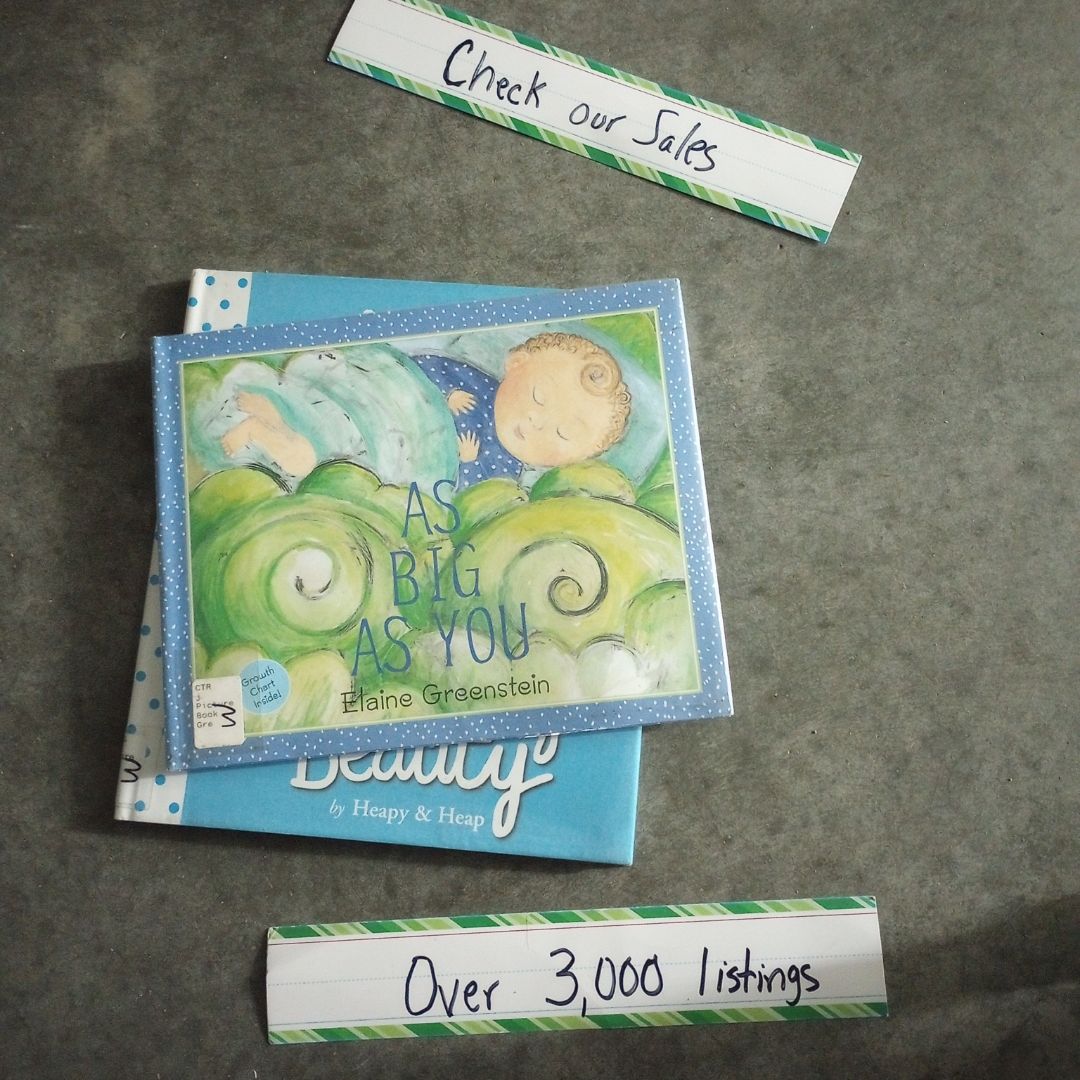 Check our Sales
AS
BIG
AS YOU
Growth
Chart
Inside!
Elaine Greenstein
CTR
J
Picture
Book
Gre
W
Beauty
by Heapy & Heap
W
Over 3,000 listings